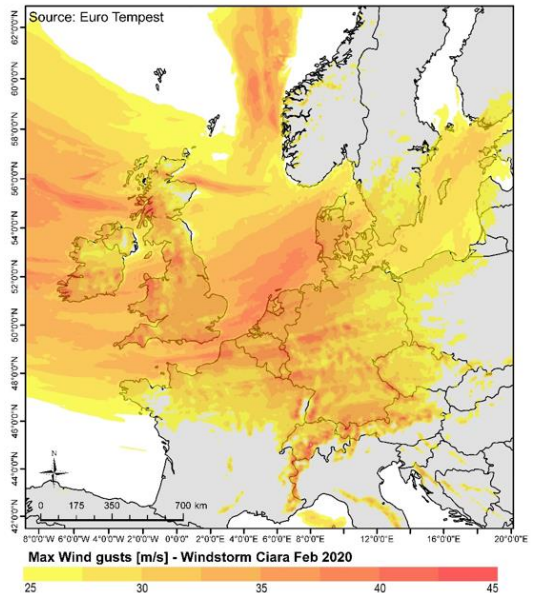 Source: Euro Tempest
62°0'0"N
60°0'0"N
58°0'0"N
56°0'0"N
54°0'0"N
52°0'0"N
50°0'0"N
48°0'0"N
46°0'0"N
44°0'0"N
42°0'0"N
N
0 175 350 700 km
8°0'0"W 6°0'0"W 4°0'0"W 2°0'0"W 0°0'0" 2°0'0"E 4°0'0"E 6°0'0"E 8°0'0"E 12°0'0"E 16°0'0"E 20°0'0"E
Max Wind gusts [m/s] - Windstorm Ciara Feb 2020
25 30 35 40 45